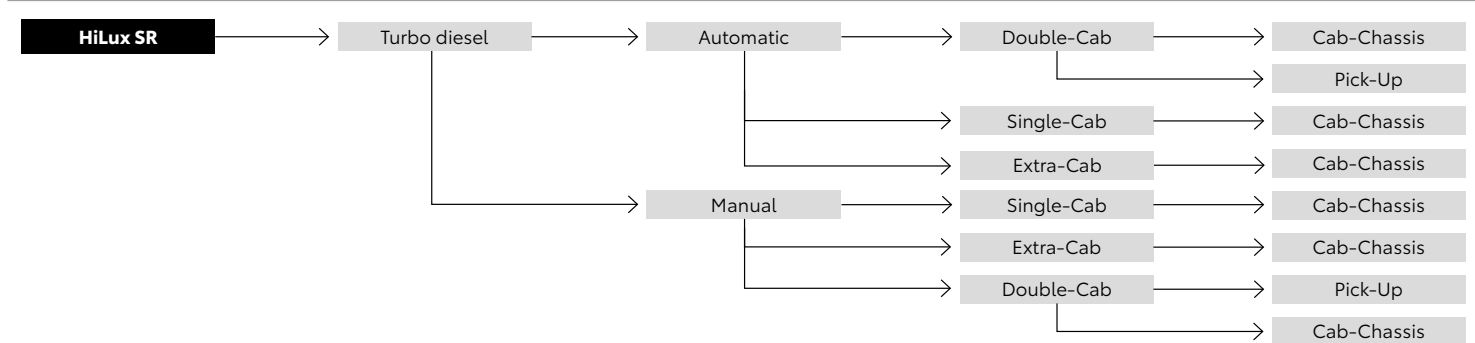 HiLux SR Turbo diesel Automatic Double-Cab Cab-Chassis
Pick-Up
Single-Cab Cab-Chassis
Extra-Cab Cab-Chassis
Manual Single-Cab Cab-Chassis
Extra-Cab Cab-Chassis
Double-Cab Pick-Up
Cab-Chassis